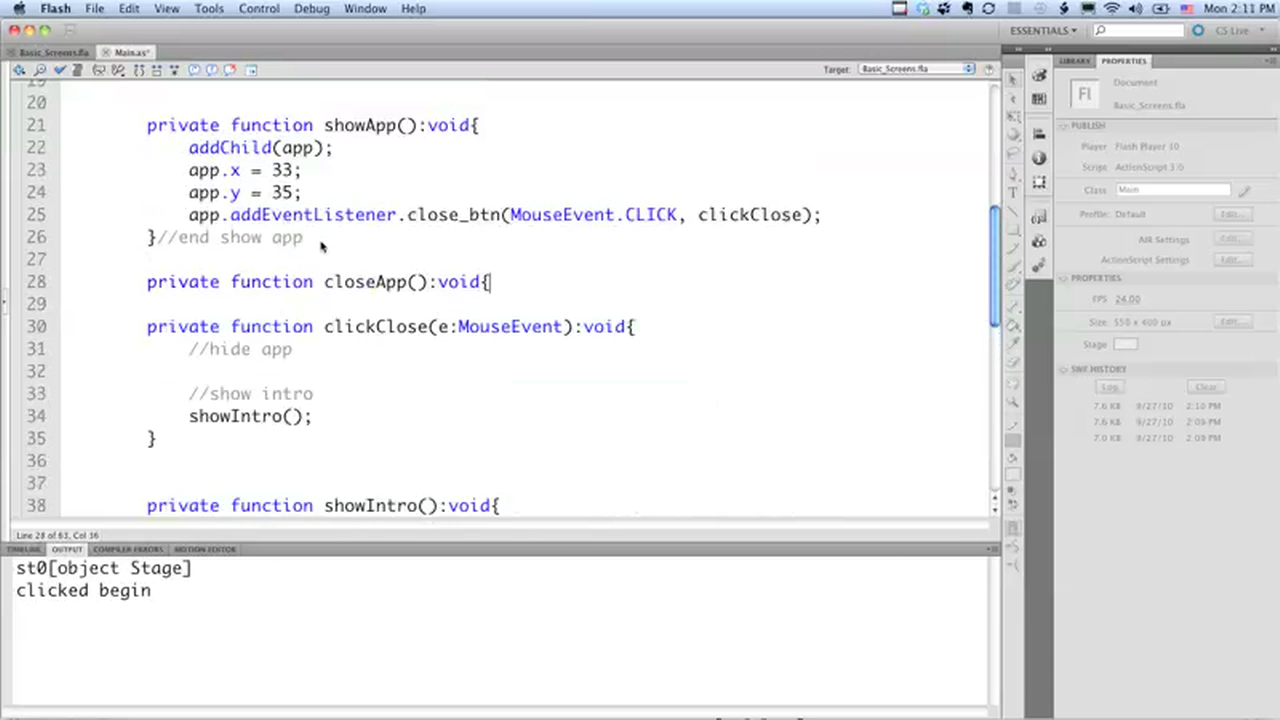 Flash File Edit View Tools Control Debug Window Help Mon 2:11 PM
ESSENTIALS CS Live
Basic_Screens.fla Main.as*
Target: Basic_Screens.fla
LIBRARY PROPERTIES
19
20
21 private function showApp():void{
22 addChild(app);
23 app.x = 33;
24 app.y = 35;
25 app.addEventListener.close_btn(MouseEvent.CLICK, clickClose);
26 }//end show app
27
28 private function closeApp():void{
29
30 private function clickClose(e:MouseEvent):void{
31 //hide app
32
33 //show intro
34 showIntro();
35 }
36
37
38 private function showIntro():void{
Line 28 of 63, Col 36
TIMELINE OUTPUT COMPILER ERRORS MOTION EDITOR
st0[object Stage]
clicked begin
Fl
Document
Basic_Screens.fla
PUBLISH
Player: Flash Player 10
Script: ActionScript 3.0
Class: Main
Profile: Default Edit...
AIR Settings Edit...
ActionScript Settings Edit...
PROPERTIES
FPS: 24.00
Size: 550 x 400 px Edit...
Stage:
SWF HISTORY
Log Clear
7.6 KB 9/27/10 2:10 PM
7.6 KB 9/27/10 2:09 PM
7.0 KB 9/27/10 2:09 PM